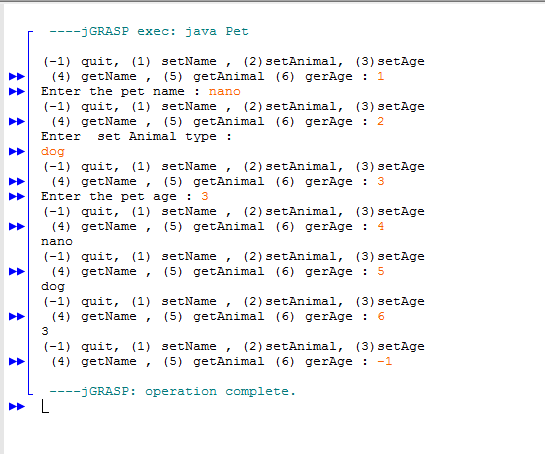 ----jGRASP exec: java Pet
(-1) quit, (1) setName , (2)setAnimal, (3)setAge
(4) getName , (5) getAnimal (6) gerAge : 1
Enter the pet name : nano
(-1) quit, (1) setName , (2)setAnimal, (3)setAge
(4) getName , (5) getAnimal (6) gerAge : 2
Enter  set Animal type :
dog
(-1) quit, (1) setName , (2)setAnimal, (3)setAge
(4) getName , (5) getAnimal (6) gerAge : 3
Enter the pet age : 3
(-1) quit, (1) setName , (2)setAnimal, (3)setAge
(4) getName , (5) getAnimal (6) gerAge : 4
nano
(-1) quit, (1) setName , (2)setAnimal, (3)setAge
(4) getName , (5) getAnimal (6) gerAge : 5
dog
(-1) quit, (1) setName , (2)setAnimal, (3)setAge
(4) getName , (5) getAnimal (6) gerAge : 6
3
(-1) quit, (1) setName , (2)setAnimal, (3)setAge
(4) getName , (5) getAnimal (6) gerAge : -1
----jGRASP: operation complete.